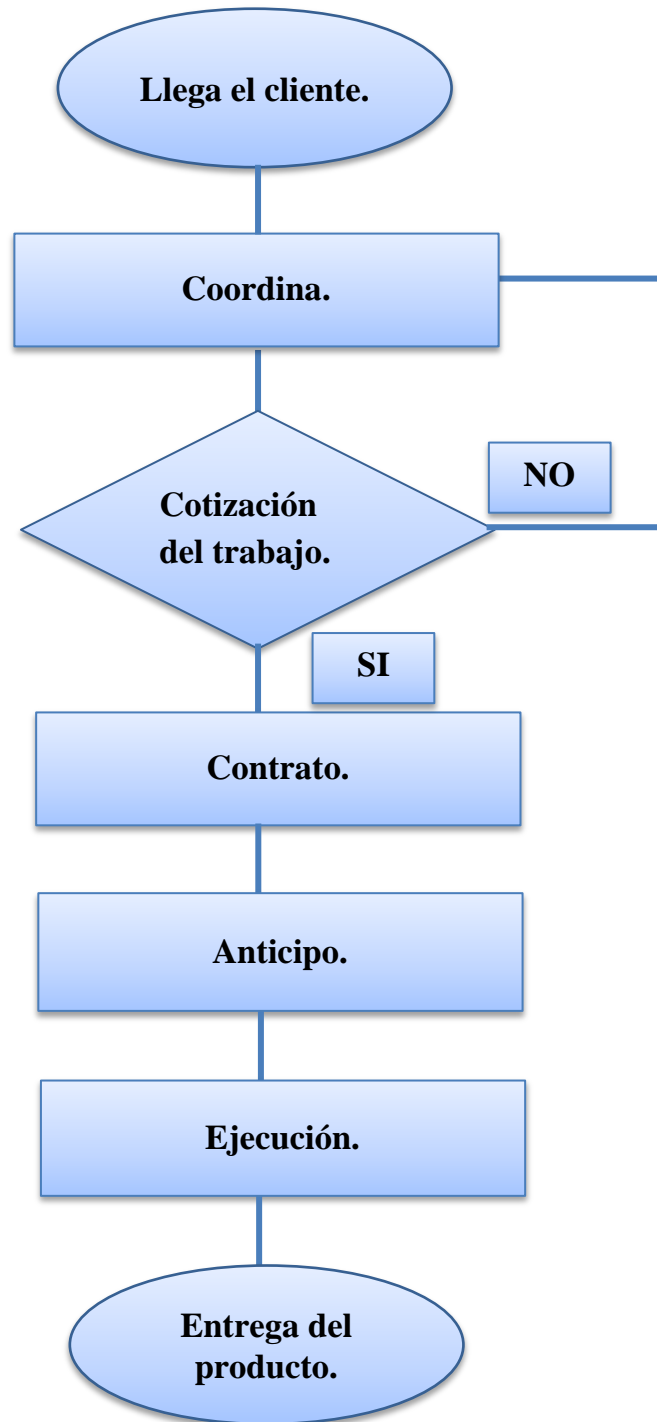 Llega el cliente.
Coordina.
NO
Cotización
del trabajo.
SI
Contrato.
Anticipo.
Ejecución.
Entrega del
producto.